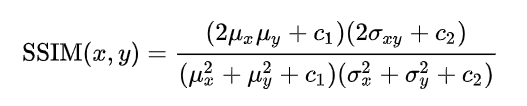 SSIM(x, y) = \frac{(2\mu_x\mu_y + c_1)(2\sigma_{xy} + c_2)}{(\mu_x^2 + \mu_y^2 + c_1)(\sigma_x^2 + \sigma_y^2 + c_2)}